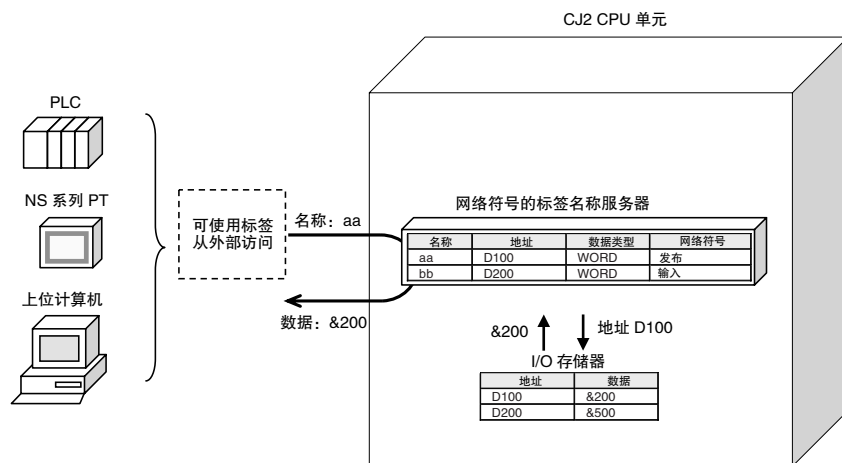 CJ2 CPU 单元
PLC
NS 系列 PT
上位计算机
可使用标签
从外部访问
名称：aa
数据：&200
网络符号的标签名称服务器
名称 地址 数据类型 网络符号
aa D100 WORD 发布
bb D200 WORD 输入
&200
地址 D100
I/O 存储器
地址 数据
D100 &200
D200 &500